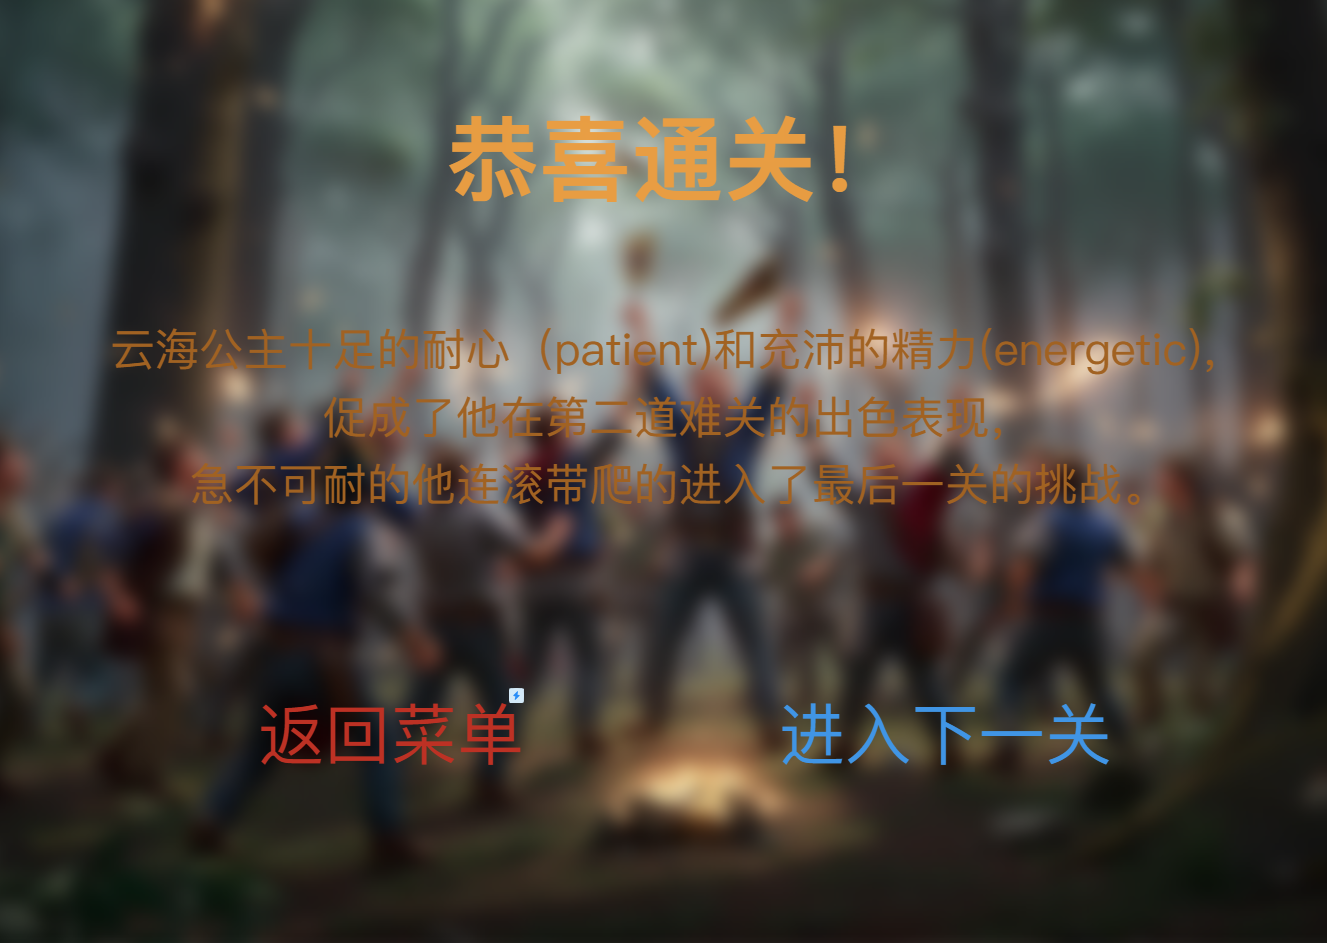 恭喜通关！
云海公主十足的耐心（patient)和充沛的精力(energetic)，
促成了他在第二道难关的出色表现，
急不可耐的他连滚带爬的进入了最后一关的挑战。
返回菜单
进入下一关